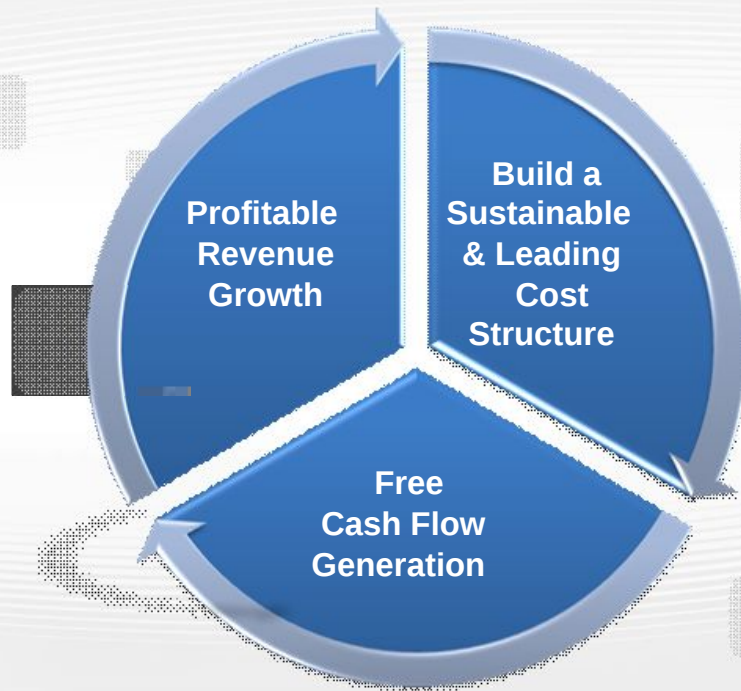 Profitable
Revenue
Growth
Build a
Sustainable
& Leading
Cost
Structure
Free
Cash Flow
Generation